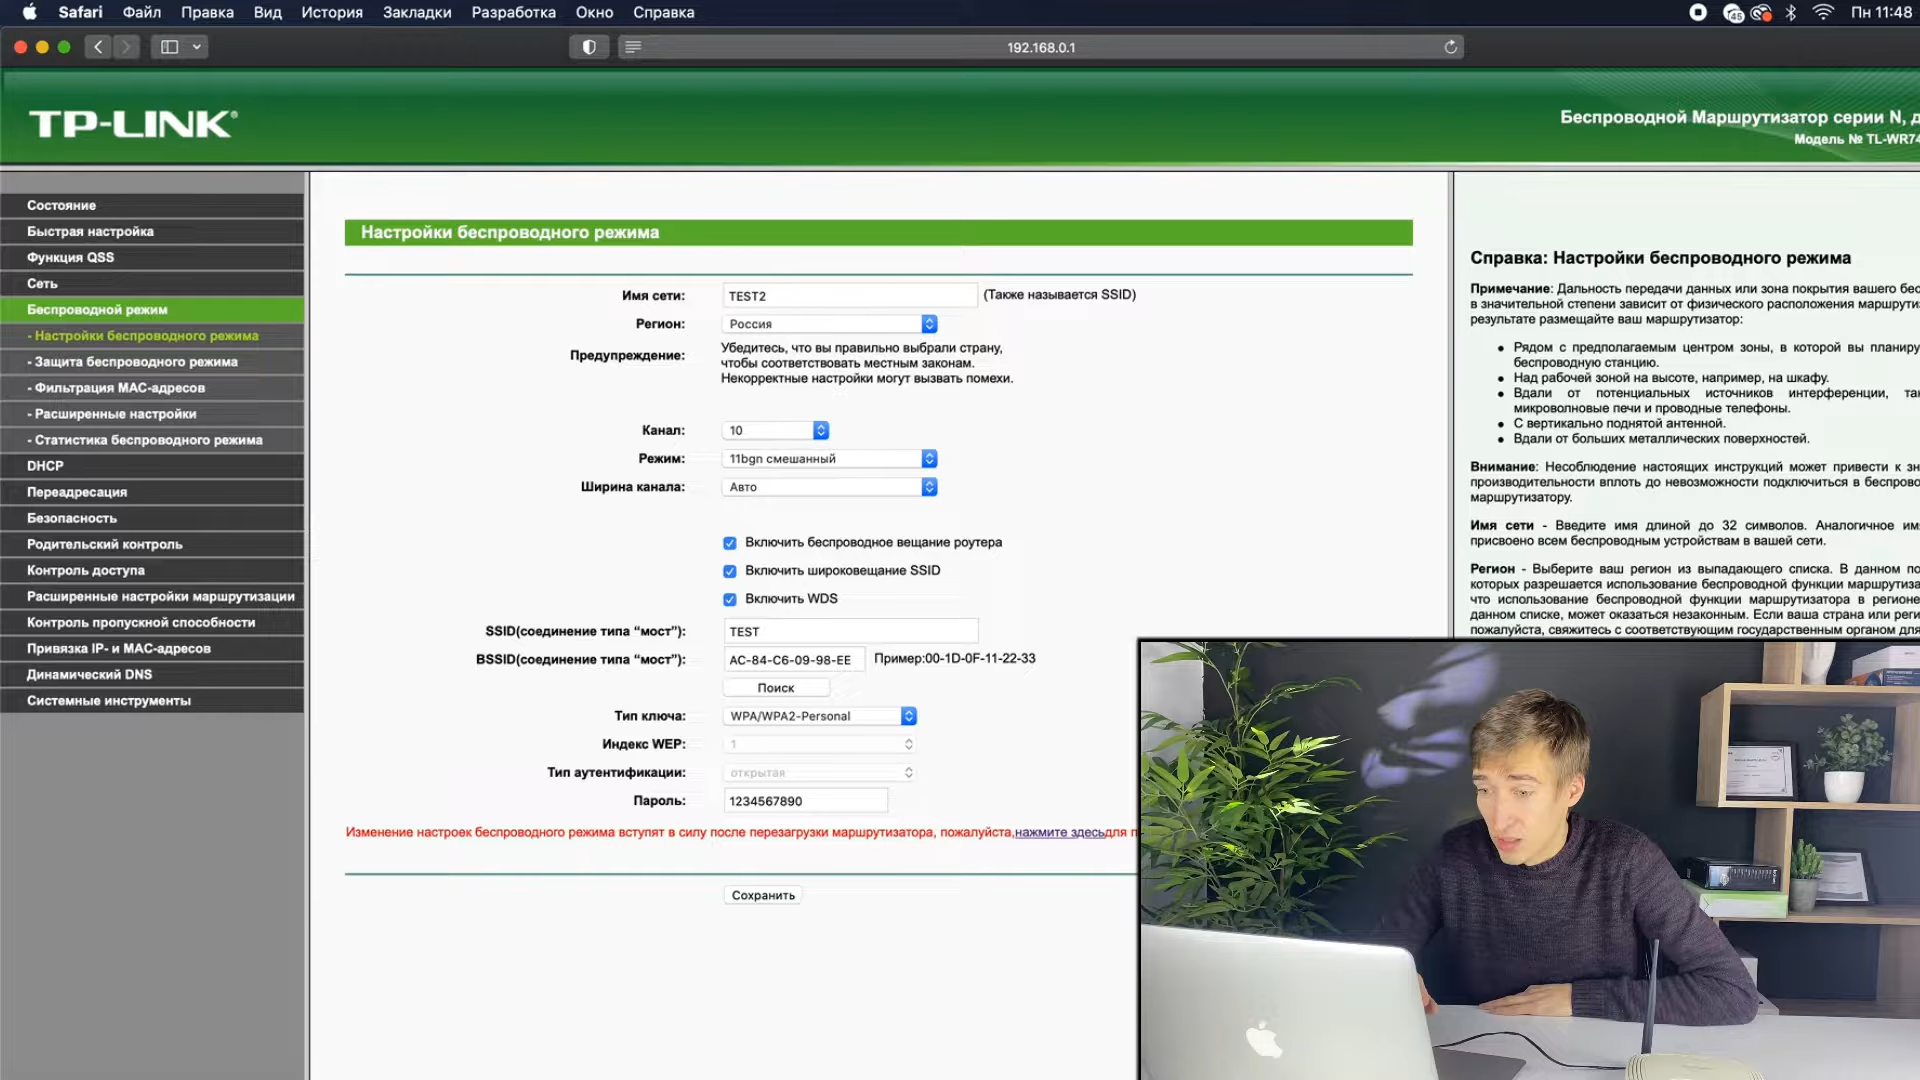 Safari Файл Правка Вид История Закладки Разработка Окно Справка
45
Пн 11:48
192.168.0.1
TP-LINK®
Беспроводной Маршрутизатор серии N, д
Модель № TL-WR74
Состояние
Быстрая настройка
Функция QSS
Сеть
Беспроводной режим
- Настройки беспроводного режима
- Защита беспроводного режима
- Фильтрация MAC-адресов
- Расширенные настройки
- Статистика беспроводного режима
DHCP
Переадресация
Безопасность
Родительский контроль
Контроль доступа
Расширенные настройки маршрутизации
Контроль пропускной способности
Привязка IP- и MAC-адресов
Динамический DNS
Системные инструменты
Настройки беспроводного режима
Имя сети: TEST2 (Также называется SSID)
Регион: Россия
Предупреждение: Убедитесь, что вы правильно выбрали страну,
чтобы соответствовать местным законам.
Некорректные настройки могут вызвать помехи.
Канал: 10
Режим: 11bgn смешанный
Ширина канала: Авто
Включить беспроводное вещание роутера
Включить широковещание SSID
Включить WDS
SSID(соединение типа “мост”): TEST
BSSID(соединение типа “мост”): AC-84-C6-09-98-EE Пример:00-1D-0F-11-22-33
Поиск
Тип ключа: WPA/WPA2-Personal
Индекс WEP: 1
Тип аутентификации: открытая
Пароль: 1234567890
Изменение настроек беспроводного режима вступят в силу после перезагрузки маршрутизатора, пожалуйста,нажмите здесьдля п
Сохранить
Справка: Настройки беспроводного режима
Примечание: Дальность передачи данных или зона покрытия вашего бес
в значительной степени зависит от физического расположения маршрути
результате размещайте ваш маршрутизатор:
• Рядом с предполагаемым центром зоны, в которой вы планиру
беспроводную станцию.
• Над рабочей зоной на высоте, например, на шкафу.
• Вдали от потенциальных источников интерференции, так
микроволновые печи и проводные телефоны.
• С вертикально поднятой антенной.
• Вдали от больших металлических поверхностей.
Внимание: Несоблюдение настоящих инструкций может привести к зн
производительности вплоть до невозможности подключиться в беспрово
маршрутизатору.
Имя сети - Введите имя длиной до 32 символов. Аналогичное имя
присвоено всем беспроводным устройствам в вашей сети.
Регион - Выберите ваш регион из выпадающего списка. В данном по
которых разрешается использование беспроводной функции маршрутиза
что использование беспроводной функции маршрутизатора в регионе
данном списке, может оказаться незаконным. Если ваша страна или реги
пожалуйста, свяжитесь с соответствующим государственным органом для